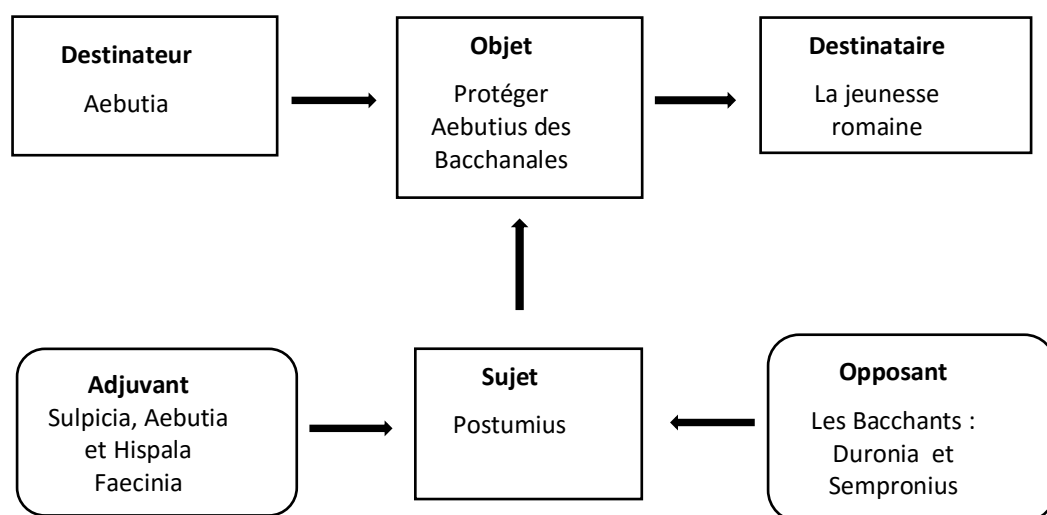 Destinateur
Aebutia
Objet
Protéger
Aebutius des
Bacchanales
Destinataire
La jeunesse
romaine
Adjuvant
Sulpicia, Aebutia
et Hispala
Faecinia
Sujet
Postumius
Opposant
Les Bacchants :
Duronia et
Sempronius